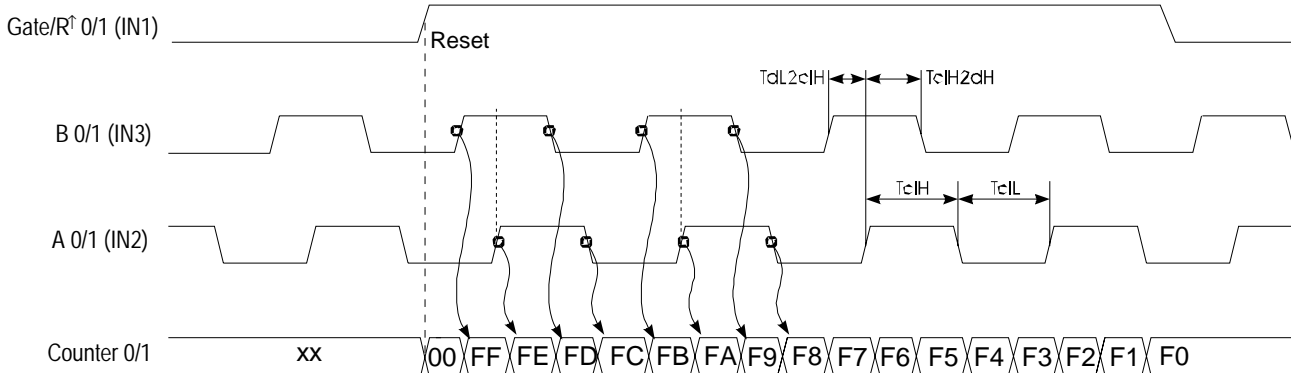 Gate/R↑ 0/1 (IN1)
Reset
TdL2clH TclH2dH
B 0/1 (IN3)
TclH TclL
A 0/1 (IN2)
Counter 0/1 xx 00 FF FE FD FC FB FA F9 F8 F7 F6 F5 F4 F3 F2 F1 F0